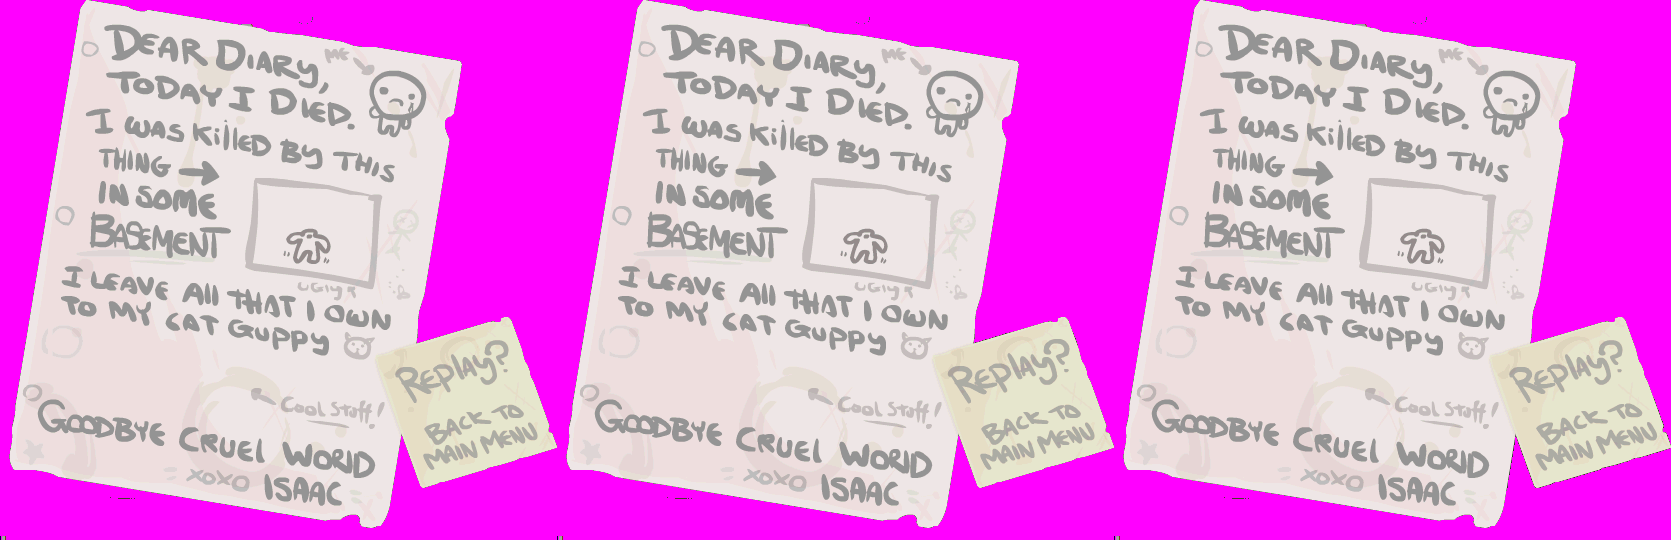 DEAR DIARY,
ME
TODAY I DIED.
I WAS KILLED BY THIS
THING
IN SOME
BASEMENT
UGLY
I LEAVE ALL THAT I OWN
TO MY CAT GUPPY
REPLAY?
BACK TO
MAIN MENU
COOL STUFF!
GOODBYE CRUEL WORLD
XOXO ISAAC
DEAR DIARY,
ME
TODAY I DIED.
I WAS KILLED BY THIS
THING
IN SOME
BASEMENT
UGLY
I LEAVE ALL THAT I OWN
TO MY CAT GUPPY
REPLAY?
BACK TO
MAIN MENU
COOL STUFF!
GOODBYE CRUEL WORLD
XOXO ISAAC
DEAR DIARY,
ME
TODAY I DIED.
I WAS KILLED BY THIS
THING
IN SOME
BASEMENT
UGLY
I LEAVE ALL THAT I OWN
TO MY CAT GUPPY
REPLAY?
BACK TO
MAIN MENU
COOL STUFF!
GOODBYE CRUEL WORLD
XOXO ISAAC